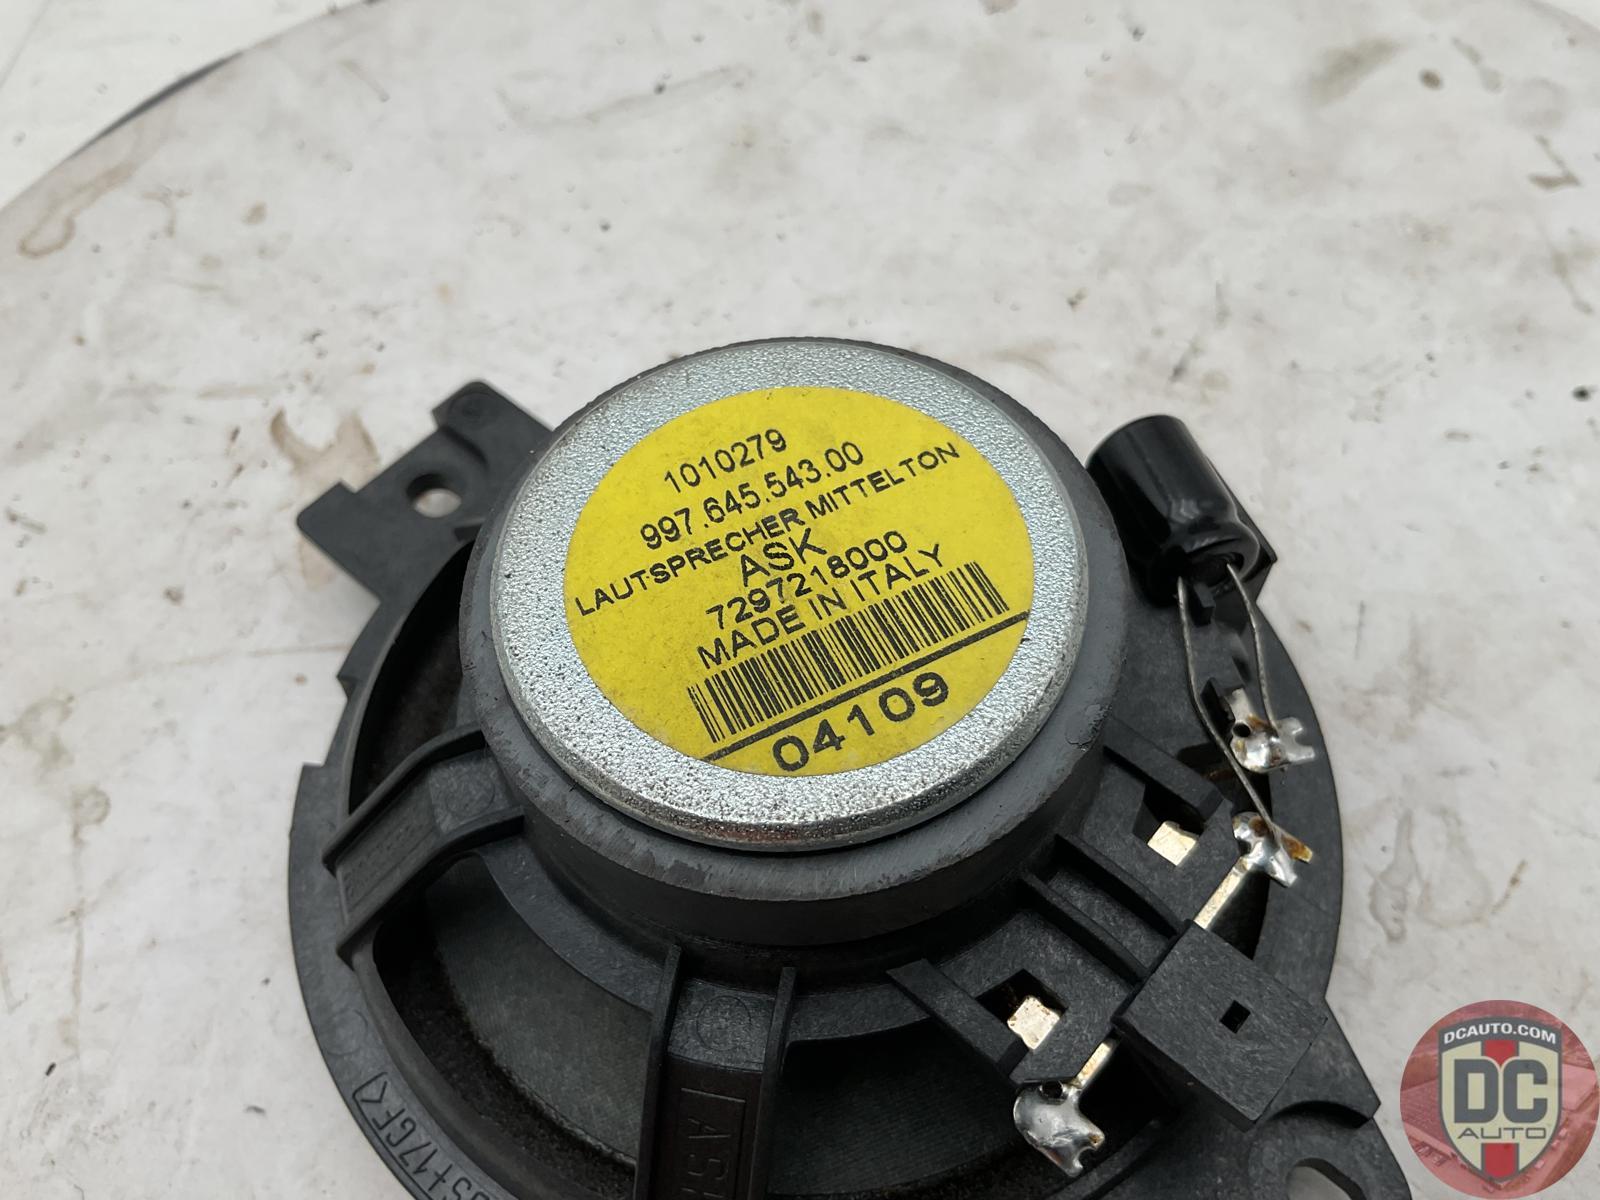 1010279
997.645.543.00
LAUTSPRECHER MITTELTON
ASK
7297218000
MADE IN ITALY
04109
DCAUTO.COM
DC
AUTO